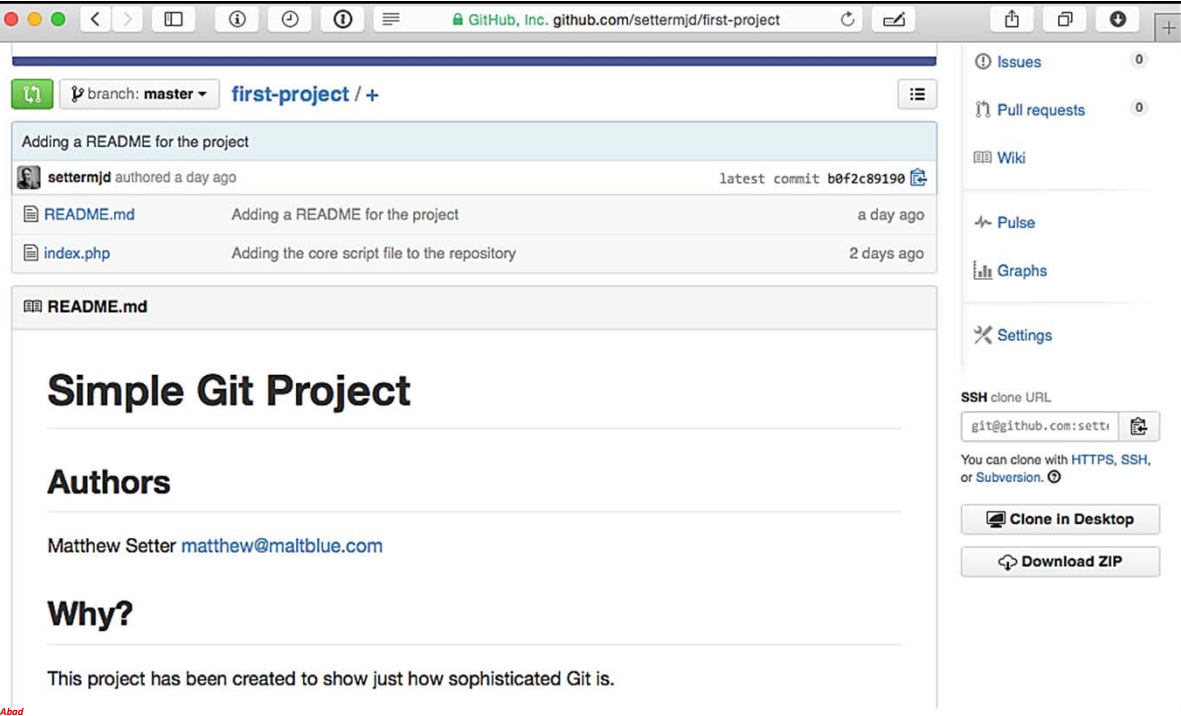 GitHub, Inc. github.com/settermjd/first-project
branch: master
first-project / +
Adding a README for the project
settermjd authored a day ago
latest commit b0f2c89190
README.md Adding a README for the project a day ago
index.php Adding the core script file to the repository 2 days ago
README.md
Simple Git Project
Authors
Matthew Setter matthew@maltblue.com
Why?
This project has been created to show just how sophisticated Git is.
Issues 0
Pull requests 0
Wiki
Pulse
Graphs
Settings
SSH clone URL
git@github.com:sett
You can clone with HTTPS, SSH,
or Subversion.
Clone in Desktop
Download ZIP
Abad